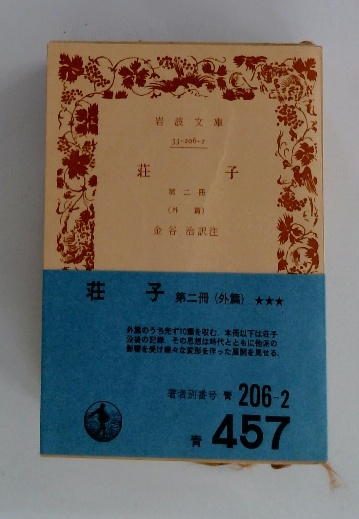 岩波文庫
33-206-2
荘子
第二冊
(外篇)
金谷治訳注
荘子 第二冊(外篇) ★★★
外篇のうち先ず10篇を収む。本冊以下は荘子
没後の記録、その思想は時代とともに他派の
影響を受け様々な変形を伴った展開を見せる。
著者別番号 青 206-2
青 457